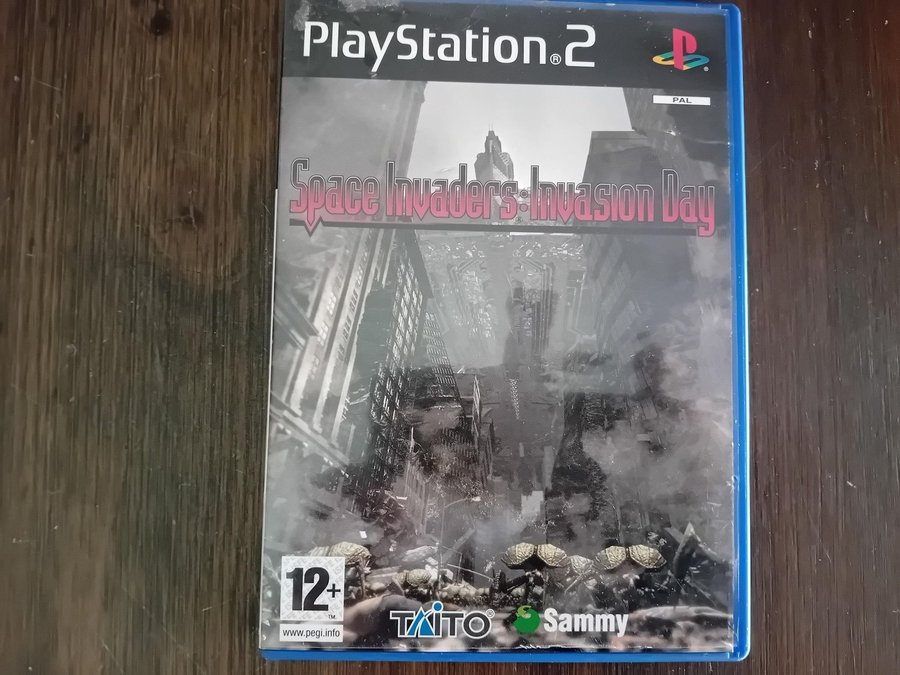 PlayStation®2
PAL
Space Invaders: Invasion Day
12+
www.pegi.info
TAITO®
Sammy